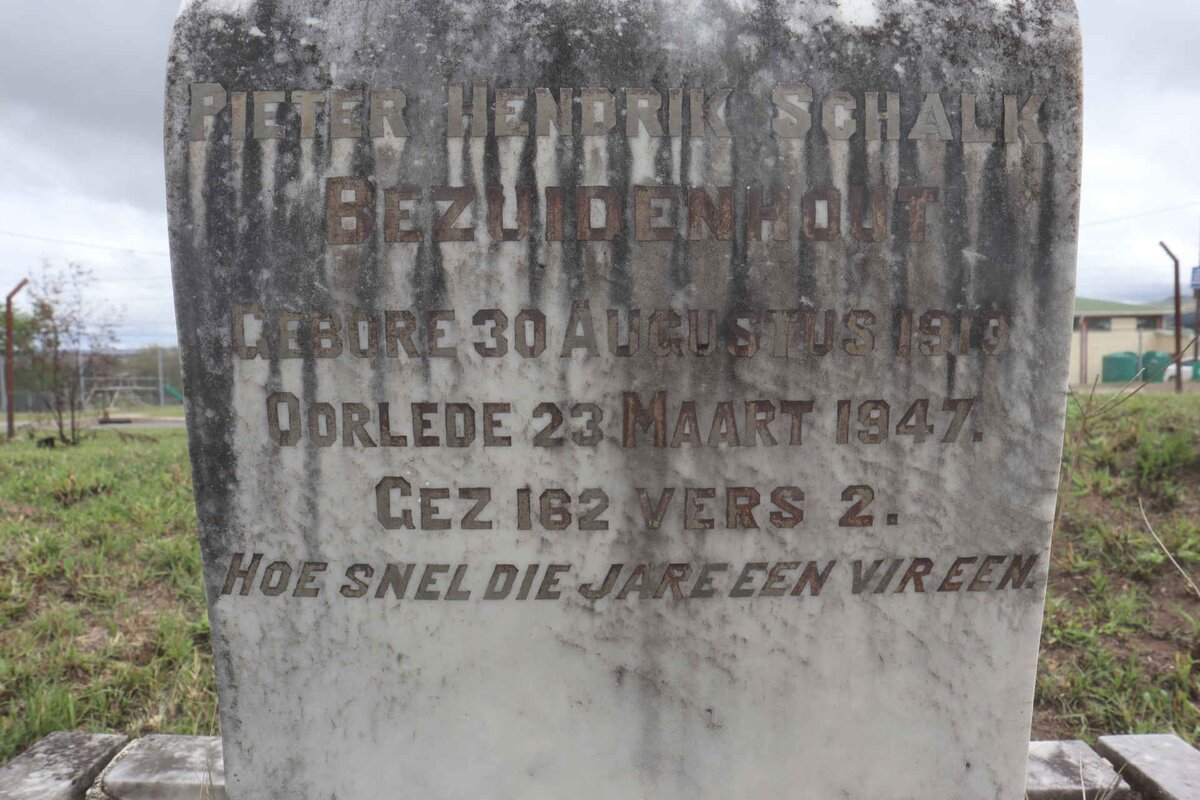 PIETER HENDRIK SCHALK
BEZUIDENHOUT
GEBORE 30 AUGUSTUS 1913
OORLEDE 23 MAART 1947.
GEZ 162 VERS 2.
HOE SNEL DIE JARE EEN VIR EEN.